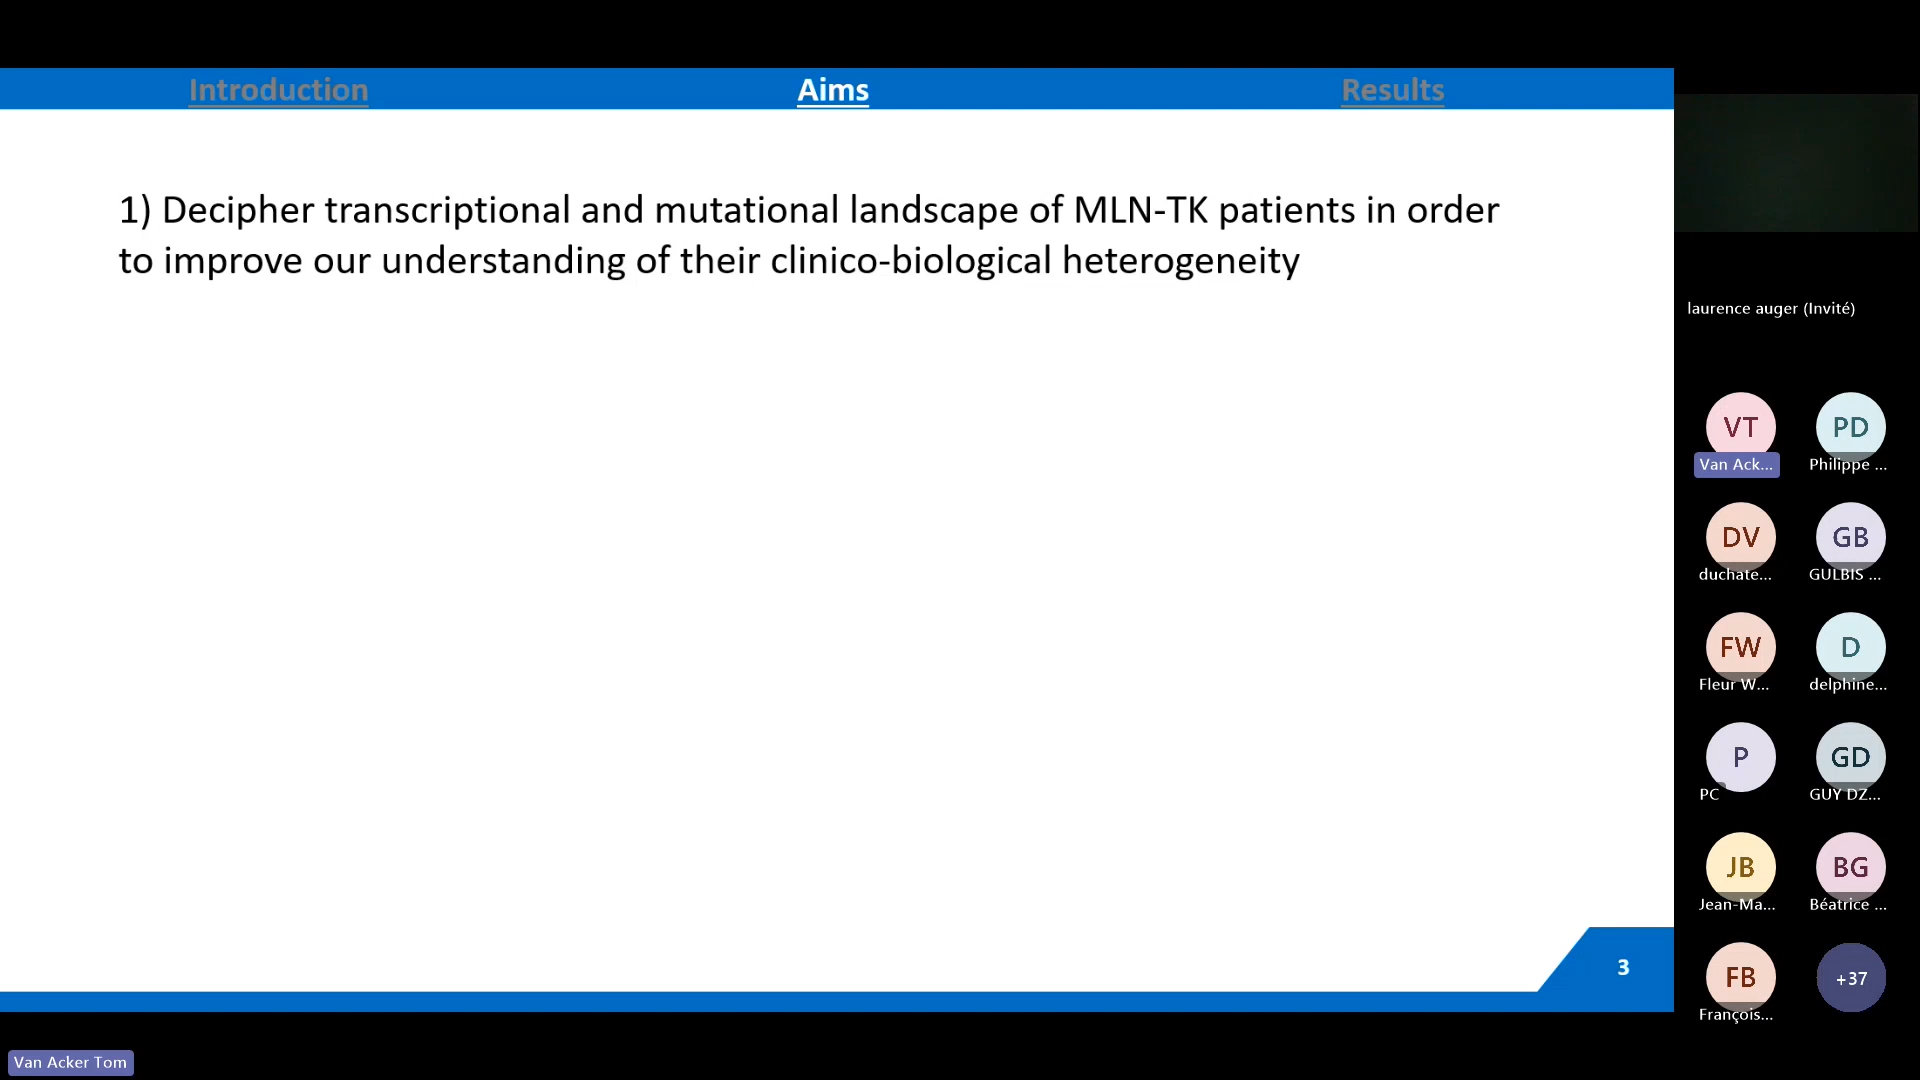 Introduction
Aims
Results
1) Decipher transcriptional and mutational landscape of MLN-TK patients in order
to improve our understanding of their clinico-biological heterogeneity
3
laurence auger (Invité)
VT
PD
Van Ack...
Philippe ...
DV
GB
duchate...
GULBIS ...
FW
D
Fleur W...
delphine...
P
GD
PC
GUY DZ...
JB
BG
Jean-Ma...
Béatrice ...
FB
+37
François...
Van Acker Tom